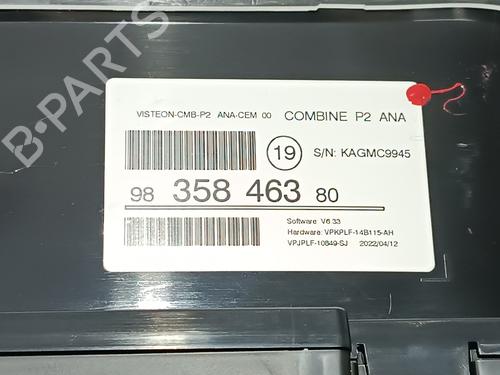 VISTEON-CMB-P2 ANA-CEM 00 COMBINE P2 ANA
19 S/N: KAGMC9945
98 358 463 80
Software V6.33
Hardware: VPKPLF-14B115-AH
VPJPLF-10849-SJ 2022/04/12
B-PARTS